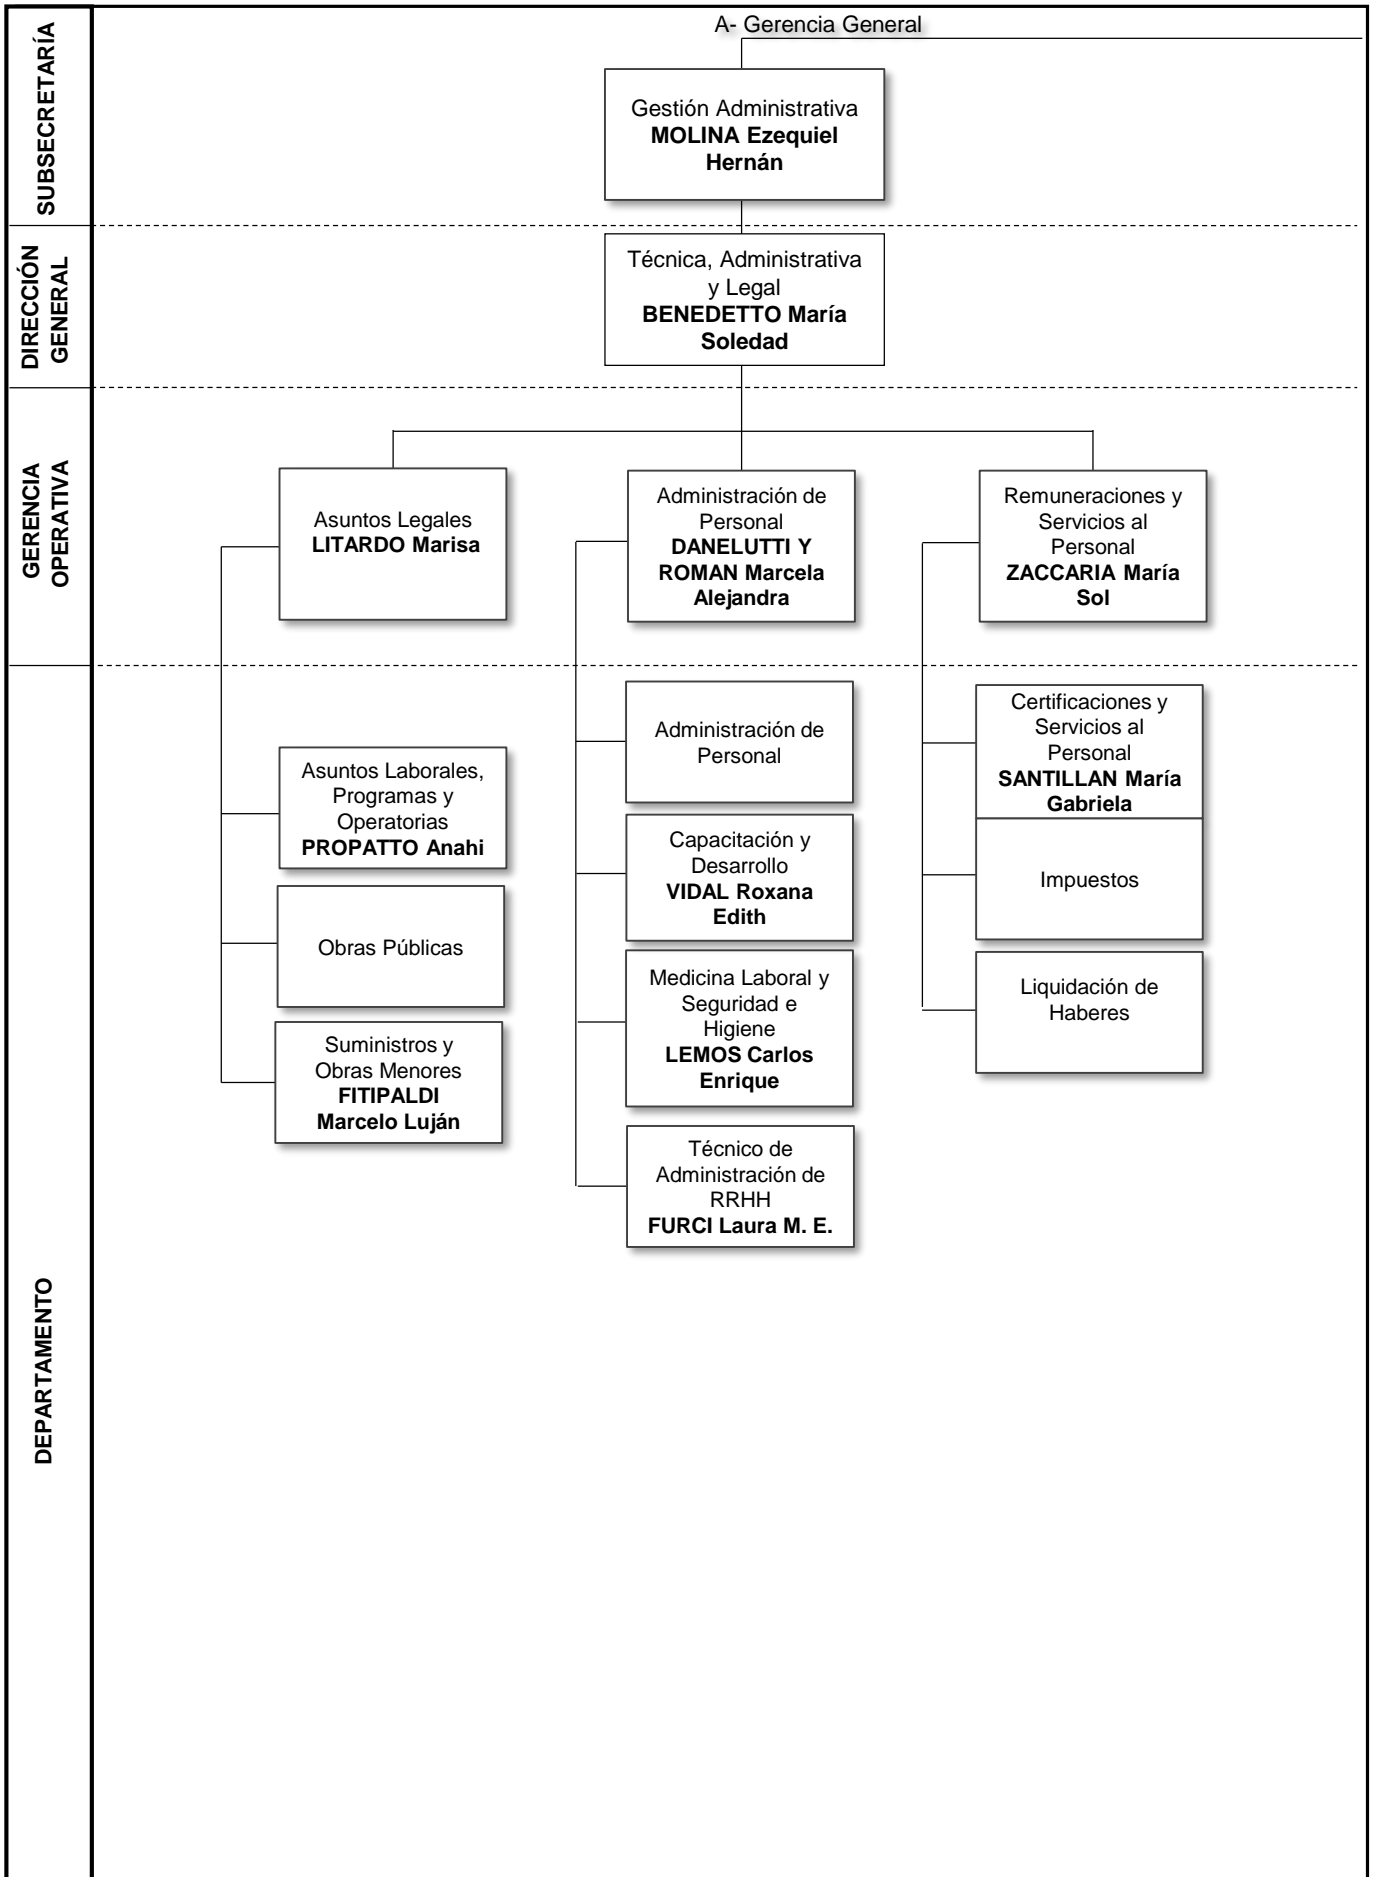 A- Gerencia General
SUBSECRETARÍA
Gestión Administrativa
MOLINA Ezequiel
Hernán
DIRECCIÓN
GENERAL
Técnica, Administrativa
y Legal
BENEDETTO María
Soledad
GERENCIA
OPERATIVA
Asuntos Legales
LITARDO Marisa
Administración de
Personal
DANELUTTI Y
ROMAN Marcela
Alejandra
Remuneraciones y
Servicios al
Personal
ZACCARIA María
Sol
DEPARTAMENTO
Asuntos Laborales,
Programas y
Operatorias
PROPATTO Anahi
Obras Públicas
Suministros y
Obras Menores
FITIPALDI
Marcelo Luján
Administración de
Personal
Capacitación y
Desarrollo
VIDAL Roxana
Edith
Medicina Laboral y
Seguridad e
Higiene
LEMOS Carlos
Enrique
Técnico de
Administración de
RRHH
FURCI Laura M. E.
Certificaciones y
Servicios al
Personal
SANTILLAN María
Gabriela
Impuestos
Liquidación de
Haberes